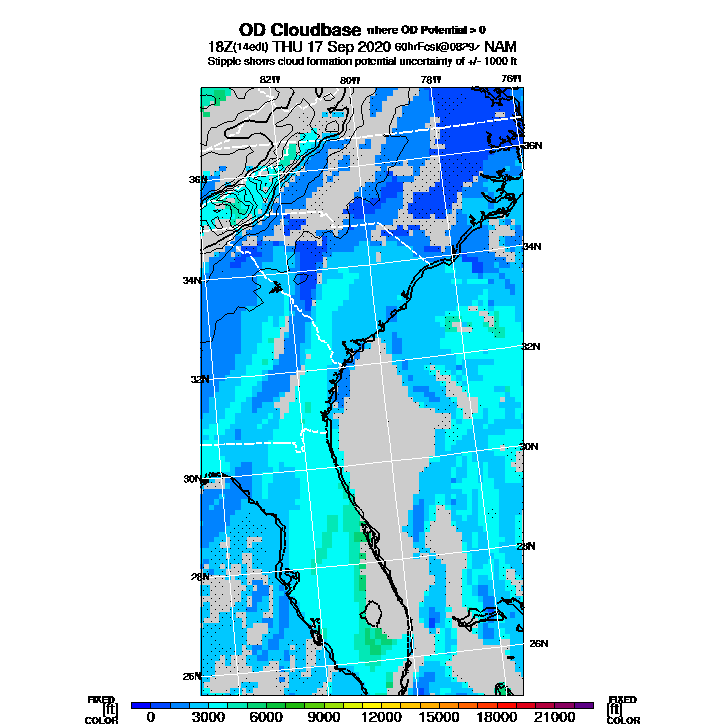 OD Cloudbase where OD Potential > 0
18Z(14edt) THU 17 Sep 2020 60hrFcst@0829z NAM
Stipple shows cloud formation potential uncertainty of +/- 1000 ft
82W 80W 78W 76W
36N 36N
34N 34N
32N 32N
30N 30N
28N 28N
26N 26N
FIXED FIXED
[ft] 0 3000 6000 9000 12000 15000 18000 21000 [ft]
COLOR COLOR